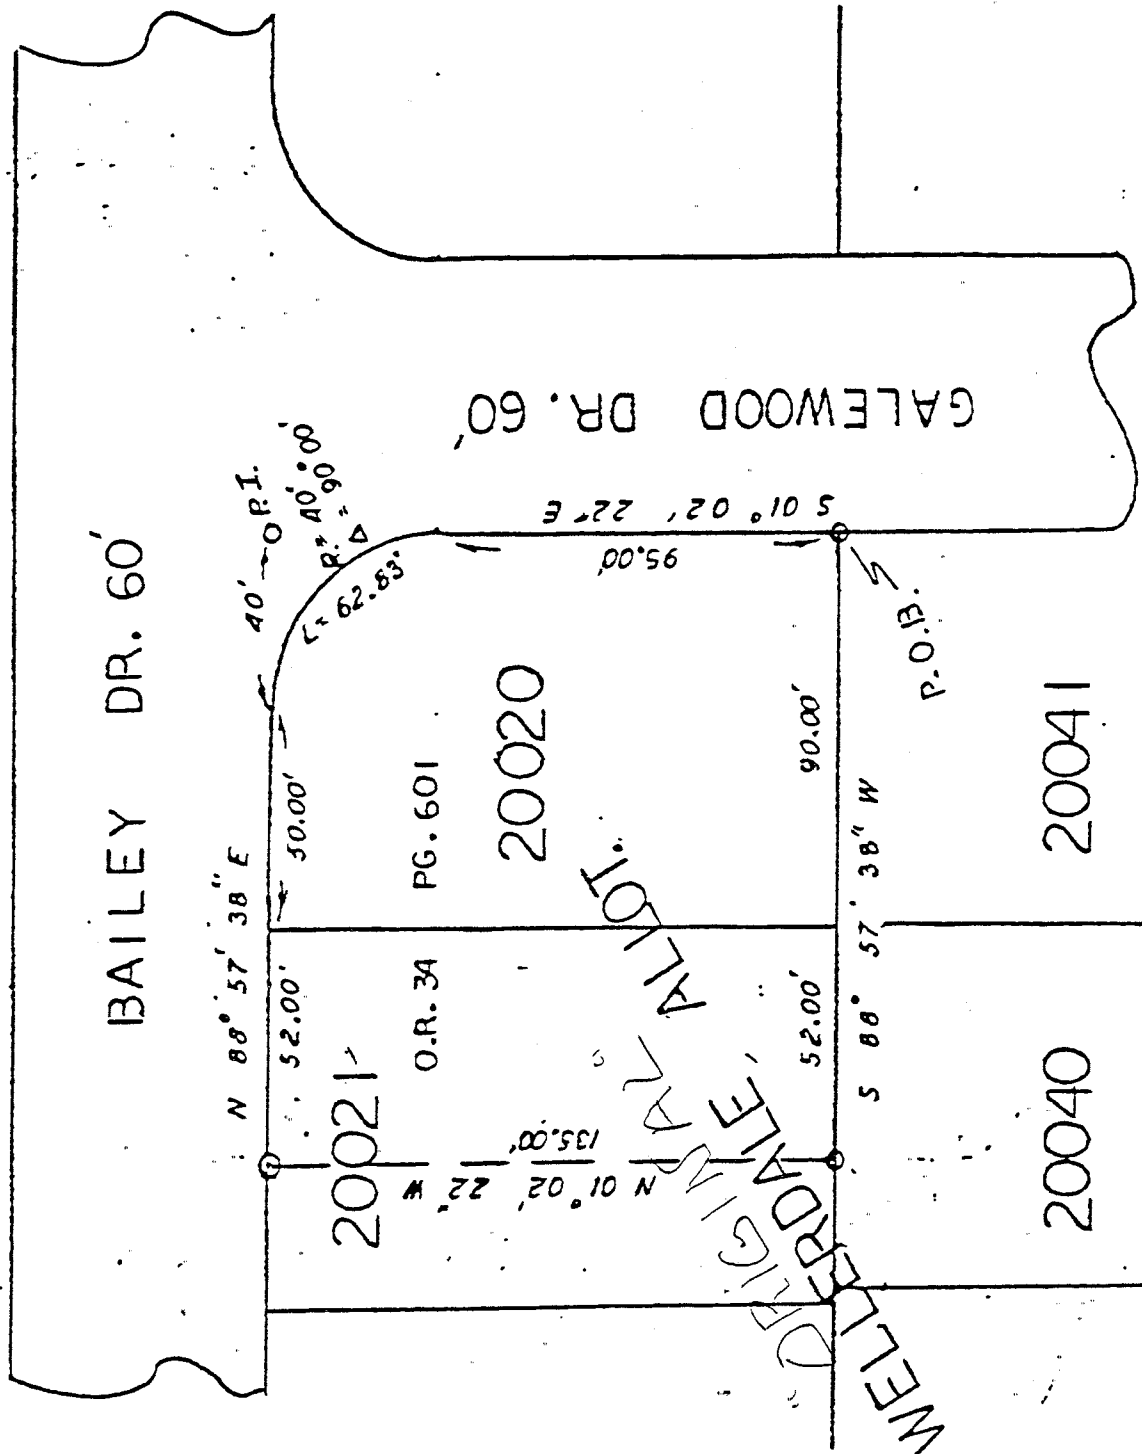 BAILEY DR. 60'
40' P.I.
R = 40'
Δ = 90°00'
L = 62.83'
N 88° 57' 38" E
52.00'
50.00'
20021
O.R. 34 PG. 601
20020
GALEWOOD DR. 60'
S 01° 02' 22" E
95.00'
N 01° 02' 22" W
135.00'
52.00'
90.00'
S 88° 57' 38" W
P.O.B.
"ORIGINAL"
WELLERDALE ALLOT.
20040
20041